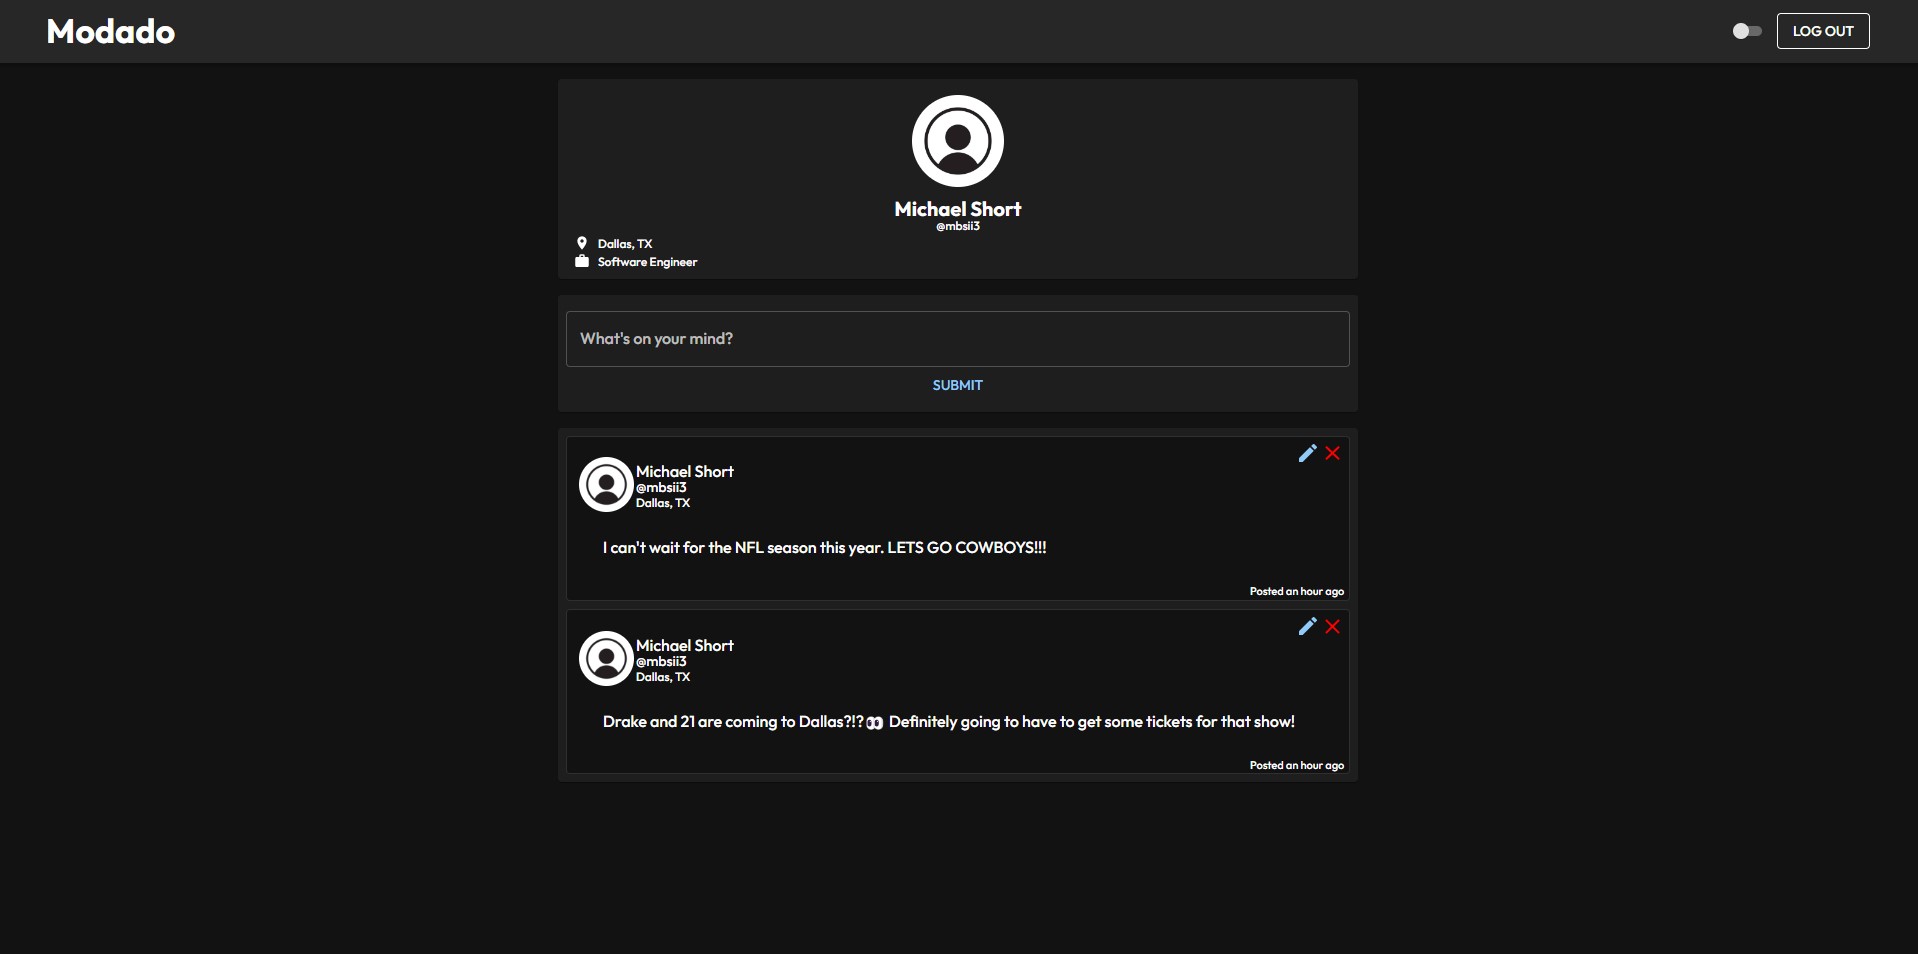 Modado
LOG OUT
Michael Short
@mbsii3
Dallas, TX
Software Engineer
What's on your mind?
SUBMIT
Michael Short
@mbsii3
Dallas, TX
I can't wait for the NFL season this year. LETS GO COWBOYS!!!
Posted an hour ago
Michael Short
@mbsii3
Dallas, TX
Drake and 21 are coming to Dallas?!?👀 Definitely going to have to get some tickets for that show!
Posted an hour ago